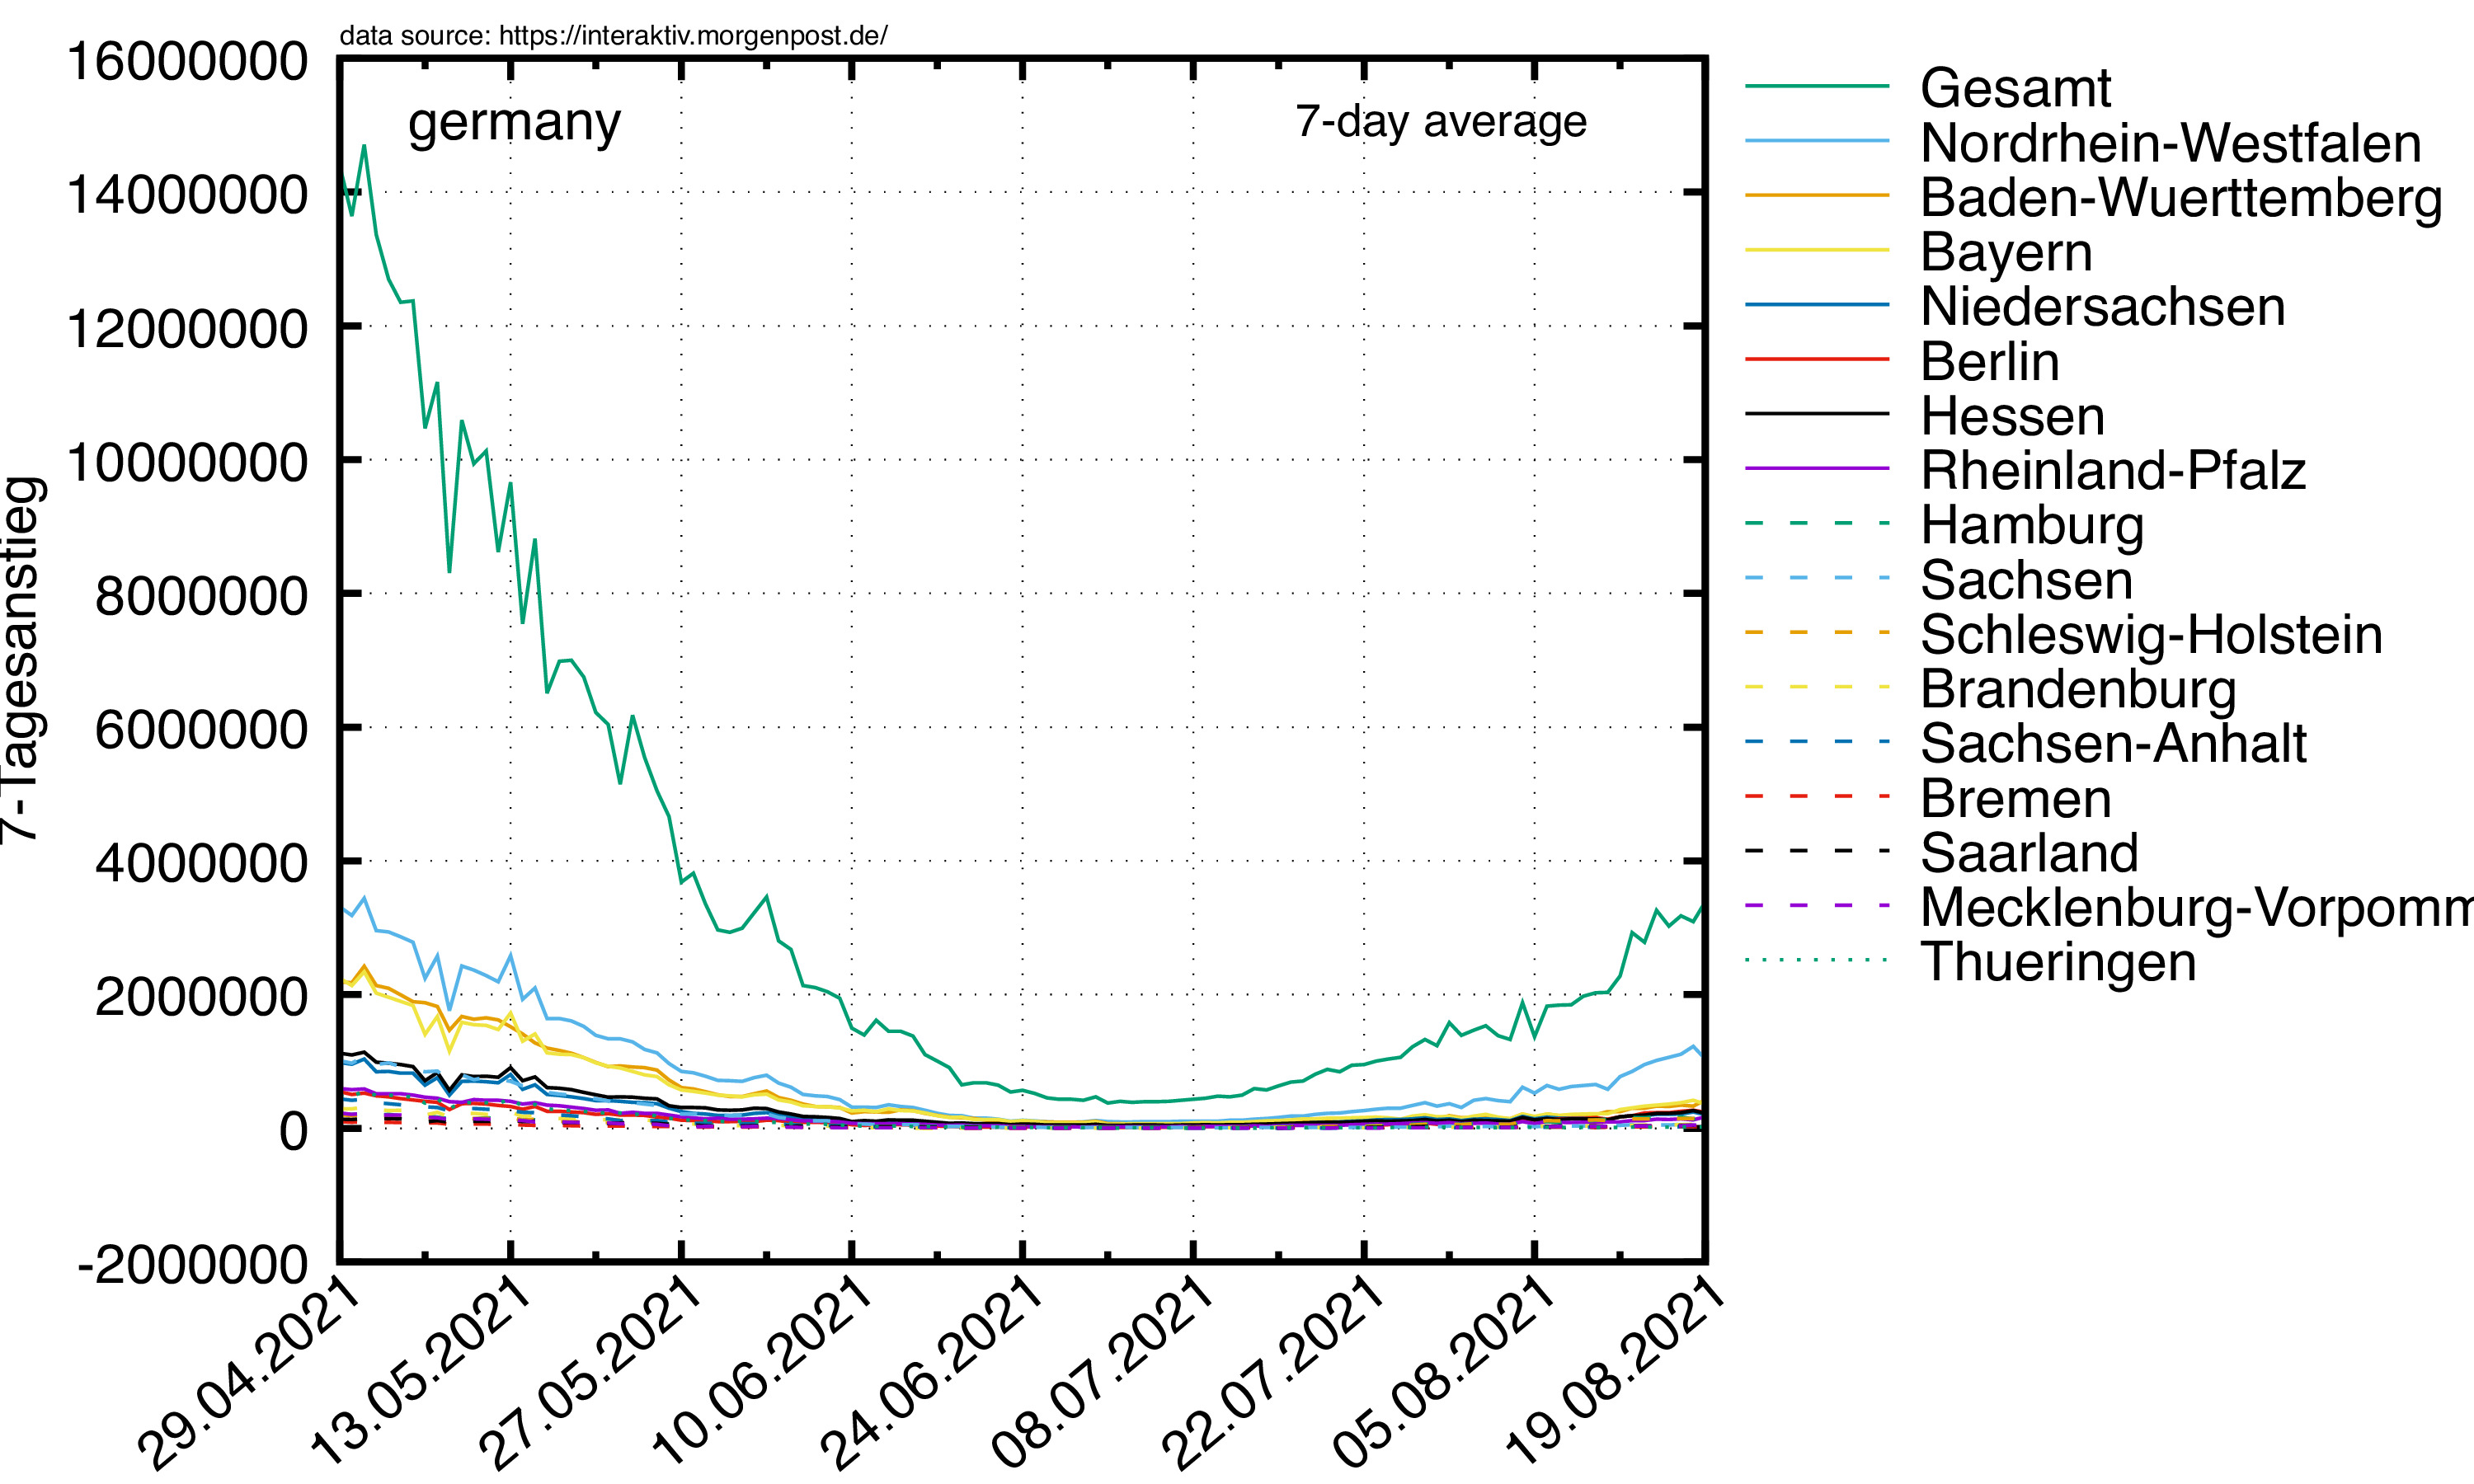 data source: https://interaktiv.morgenpost.de/
germany
7-day average
7-Tagesanstieg
16000000
14000000
12000000
10000000
8000000
6000000
4000000
2000000
0
-2000000
29.04.2021
13.05.2021
27.05.2021
10.06.2021
24.06.2021
08.07.2021
22.07.2021
05.08.2021
19.08.2021
Gesamt
Nordrhein-Westfalen
Baden-Wuerttemberg
Bayern
Niedersachsen
Berlin
Hessen
Rheinland-Pfalz
Hamburg
Sachsen
Schleswig-Holstein
Brandenburg
Sachsen-Anhalt
Bremen
Saarland
Mecklenburg-Vorpomm
Thueringen